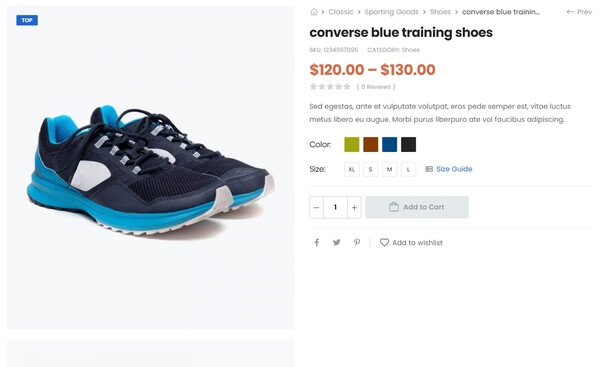 TOP
Classic > Sporting Goods > Shoes > converse blue trainin...
← Prev
converse blue training shoes
SKU: 1234567895 CATEGORY: Shoes
$120.00 – $130.00
( 0 Reviews )
Sed egestas, ante et vulputate volutpat, eros pede semper est, vitae luctus
metus libero eu augue. Morbi purus liberpuro ate vol faucibus adipiscing.
Color:
Size: XL S M L Size Guide
− 1 + Add to Cart
Add to wishlist